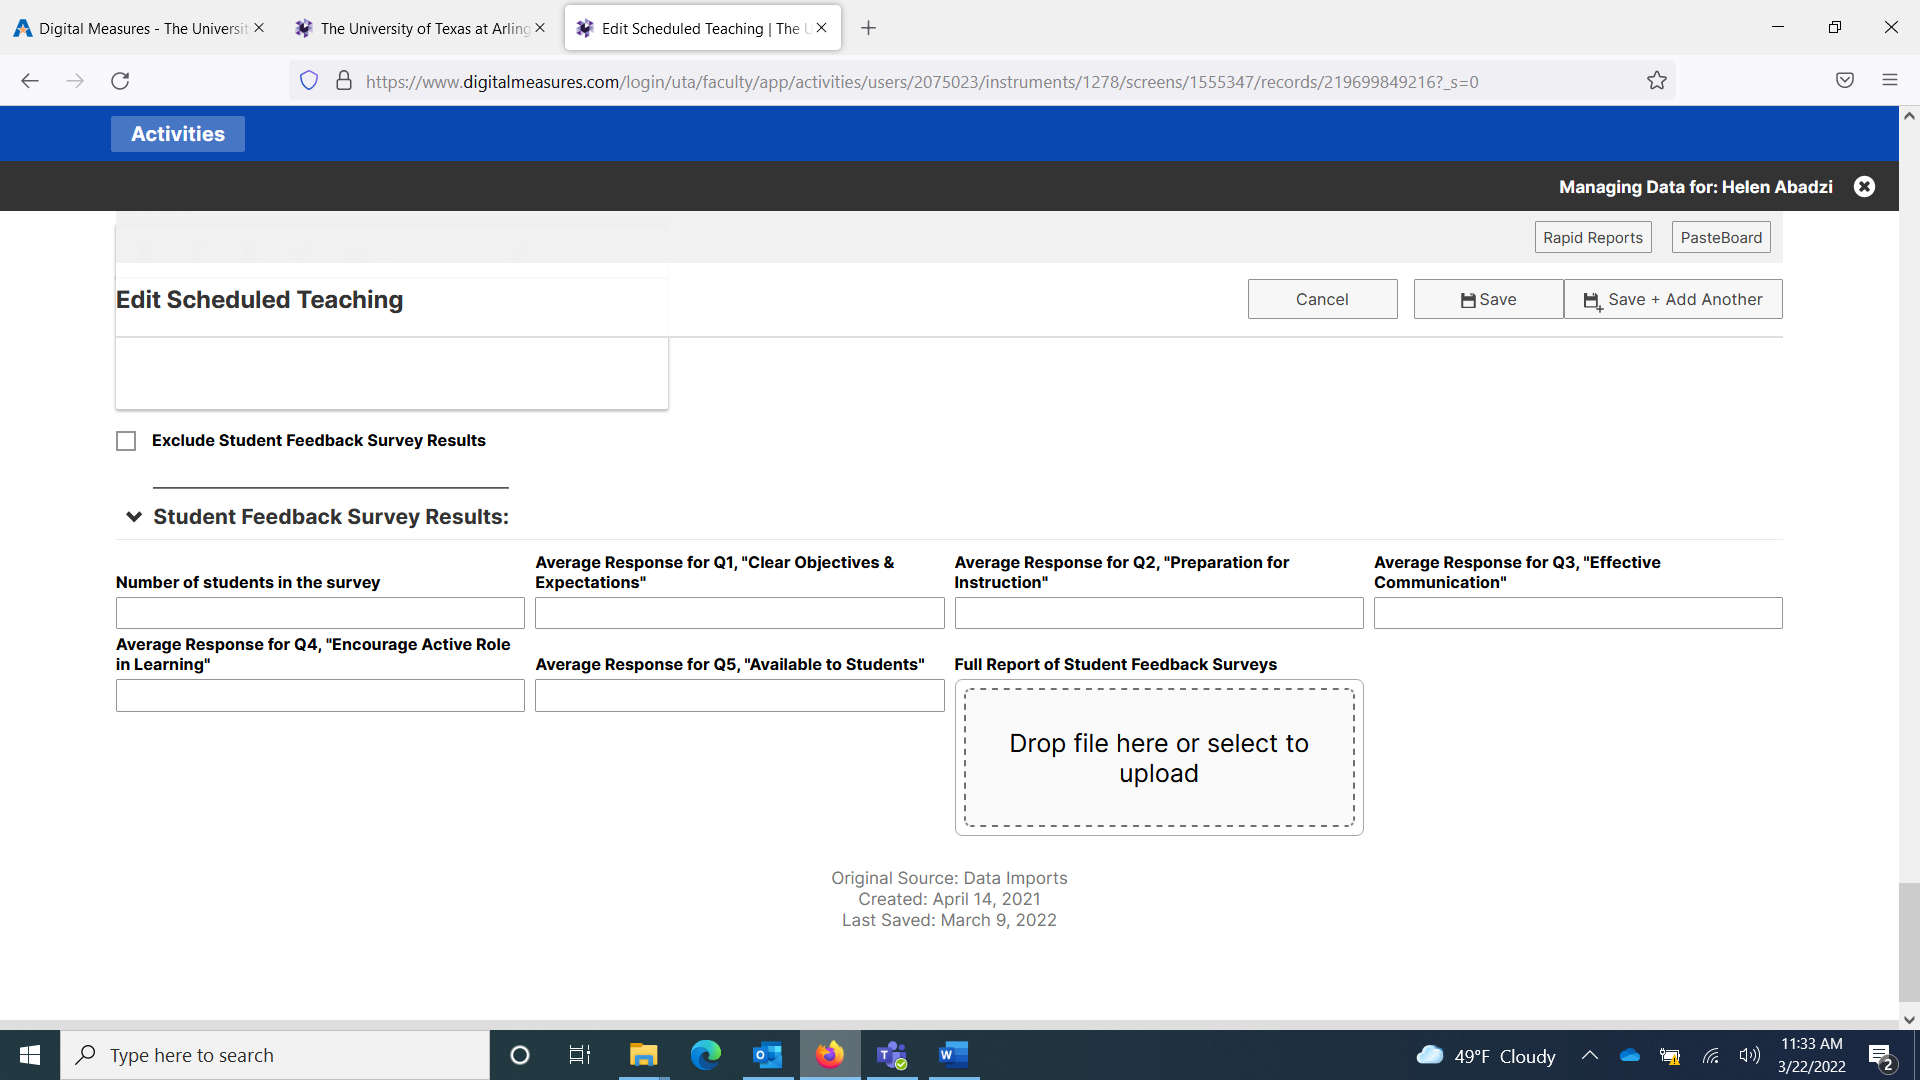 Digital Measures - The Universit
The University of Texas at Arling
Edit Scheduled Teaching | The U
https://www.digitalmeasures.com/login/uta/faculty/app/activities/users/2075023/instruments/1278/screens/1555347/records/219699849216?_s=0
Activities
Managing Data for: Helen Abadzi
Rapid Reports
PasteBoard
Edit Scheduled Teaching
Cancel
Save
Save + Add Another
Exclude Student Feedback Survey Results
Student Feedback Survey Results:
Number of students in the survey
Average Response for Q1, "Clear Objectives &
Expectations"
Average Response for Q2, "Preparation for
Instruction"
Average Response for Q3, "Effective
Communication"
Average Response for Q4, "Encourage Active Role
in Learning"
Average Response for Q5, "Available to Students"
Full Report of Student Feedback Surveys
Drop file here or select to
upload
Original Source: Data Imports
Created: April 14, 2021
Last Saved: March 9, 2022
Type here to search
49°F Cloudy
11:33 AM
3/22/2022
2